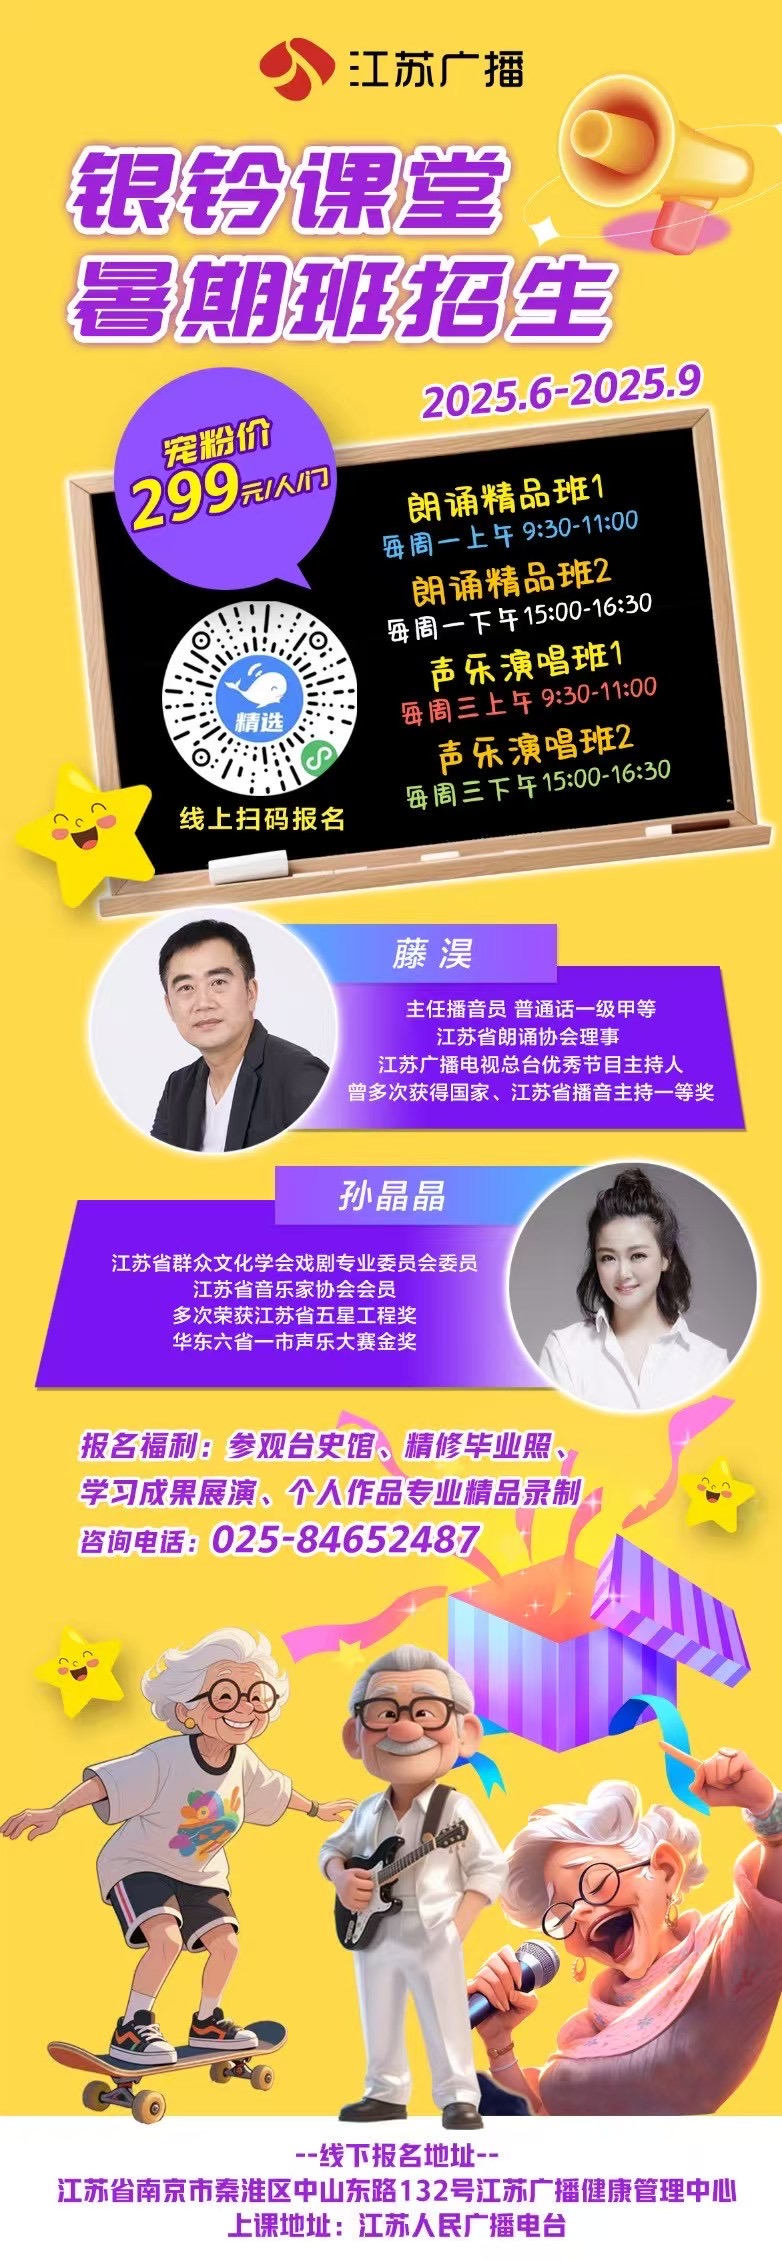 江苏广播
银铃课堂
暑期班招生
2025.6-2025.9
宠粉价
299元/人/门
朗诵精品班1
每周一上午 9:30-11:00
朗诵精品班2
每周一下午15:00-16:30
声乐演唱班1
每周三上午 9:30-11:00
声乐演唱班2
每周三下午15:00-16:30
精选
线上扫码报名
藤淏
主任播音员 普通话一级甲等
江苏省朗诵协会理事
江苏广播电视总台优秀节目主持人
曾多次获得国家、江苏省播音主持一等奖
孙晶晶
江苏省群众文化学会戏剧专业委员会委员
江苏省音乐家协会会员
多次荣获江苏省五星工程奖
华东六省一市声乐大赛金奖
报名福利：参观台史馆、精修毕业照、
学习成果展演、个人作品专业精品录制
咨询电话：025-84652487
--线下报名地址--
江苏省南京市秦淮区中山东路132号江苏广播健康管理中心
上课地址：江苏人民广播电台